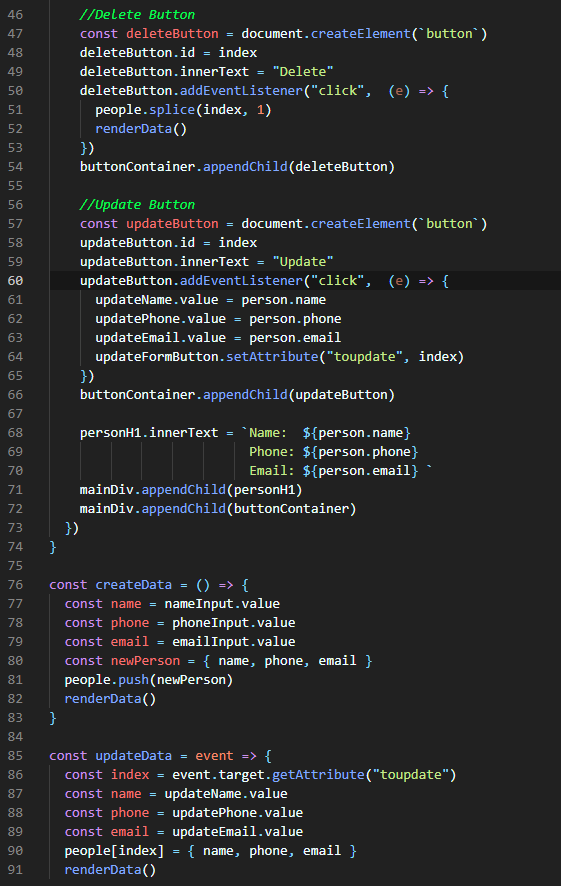 46 //Delete Button
47 const deleteButton = document.createElement(`button`)
48 deleteButton.id = index
49 deleteButton.innerText = "Delete"
50 deleteButton.addEventListener("click",  (e) => {
51 people.splice(index, 1)
52 renderData()
53 })
54 buttonContainer.appendChild(deleteButton)
55
56 //Update Button
57 const updateButton = document.createElement(`button`)
58 updateButton.id = index
59 updateButton.innerText = "Update"
60 updateButton.addEventListener("click",  (e) => {
61 updateName.value = person.name
62 updatePhone.value = person.phone
63 updateEmail.value = person.email
64 updateFormButton.setAttribute("toupdate", index)
65 })
66 buttonContainer.appendChild(updateButton)
67
68 personH1.innerText = `Name:  ${person.name}
69 Phone: ${person.phone}
70 Email: ${person.email} `
71 mainDiv.appendChild(personH1)
72 mainDiv.appendChild(buttonContainer)
73 })
74 }
75
76 const createData = () => {
77 const name = nameInput.value
78 const phone = phoneInput.value
79 const email = emailInput.value
80 const newPerson = { name, phone, email }
81 people.push(newPerson)
82 renderData()
83 }
84
85 const updateData = event => {
86 const index = event.target.getAttribute("toupdate")
87 const name = updateName.value
88 const phone = updatePhone.value
89 const email = updateEmail.value
90 people[index] = { name, phone, email }
91 renderData()